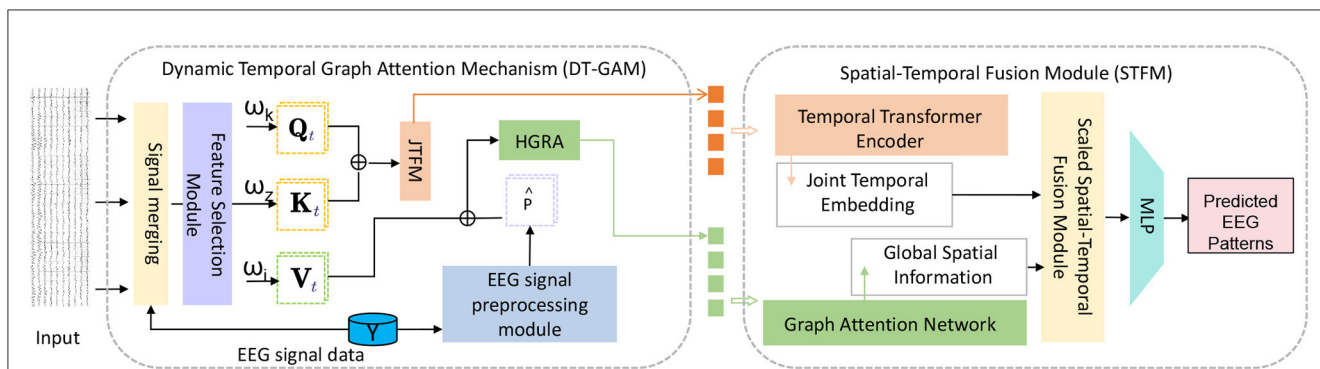 Dynamic Temporal Graph Attention Mechanism (DT-GAM)
Input
Signal merging
Feature Selection
Module
ω_k
Q_t
ω_z
K_t
ω_i
V_t
JTFM
HGRA
P̂
EEG signal
preprocessing
module
Y
EEG signal data
Spatial-Temporal Fusion Module (STFM)
Temporal Transformer
Encoder
Joint Temporal
Embedding
Global Spatial
Information
Graph Attention Network
Scaled Spatial-Temporal
Fusion Module
MLP
Predicted
EEG
Patterns